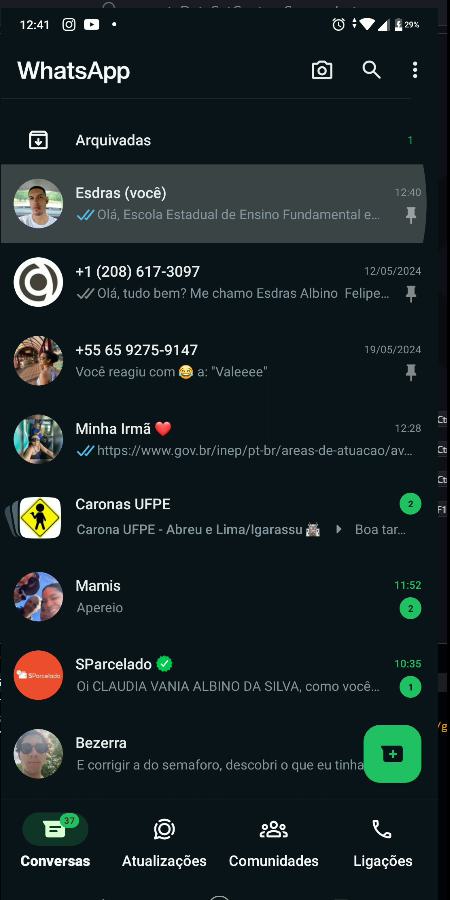 12:41
29%
WhatsApp
Arquivadas 1
Esdras (você) 12:40
Olá, Escola Estadual de Ensino Fundamental e...
+1 (208) 617-3097 12/05/2024
Olá, tudo bem? Me chamo Esdras Albino Felipe...
+55 65 9275-9147 19/05/2024
Você reagiu com 😂 a: "Valeeee"
Minha Irmã ❤️ 12:28
https://www.gov.br/inep/pt-br/areas-de-atuacao/av...
Caronas UFPE 2
Carona UFPE - Abreu e Lima/Igarassu Boa tar...
Mamis 11:52
Apereio 2
SParcelado 10:35
SParcelado
Oi CLAUDIA VANIA ALBINO DA SILVA, como você... 1
Bezerra
E corrigir a do semaforo, descobri o que eu tinha
37
Conversas Atualizações Comunidades Ligações